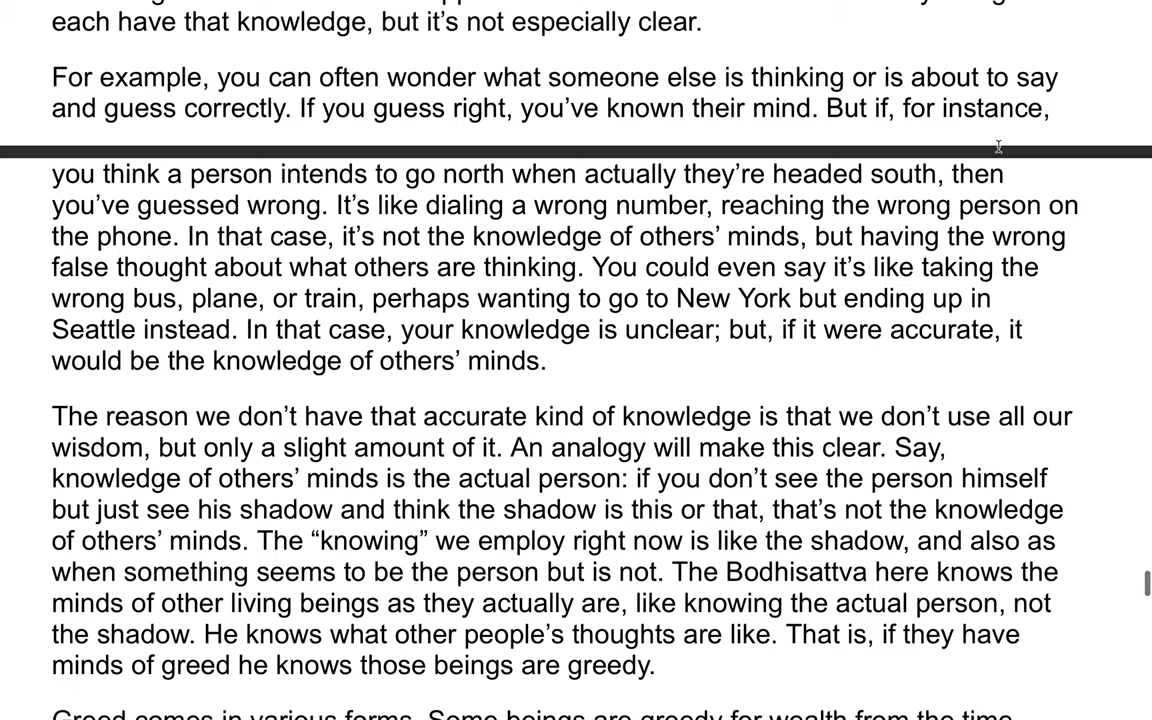 each have that knowledge, but it’s not especially clear.
For example, you can often wonder what someone else is thinking or is about to say
and guess correctly. If you guess right, you’ve known their mind. But if, for instance,
you think a person intends to go north when actually they’re headed south, then
you’ve guessed wrong. It’s like dialing a wrong number, reaching the wrong person on
the phone. In that case, it’s not the knowledge of others’ minds, but having the wrong
false thought about what others are thinking. You could even say it’s like taking the
wrong bus, plane, or train, perhaps wanting to go to New York but ending up in
Seattle instead. In that case, your knowledge is unclear; but, if it were accurate, it
would be the knowledge of others’ minds.
The reason we don’t have that accurate kind of knowledge is that we don’t use all our
wisdom, but only a slight amount of it. An analogy will make this clear. Say,
knowledge of others’ minds is the actual person: if you don’t see the person himself
but just see his shadow and think the shadow is this or that, that’s not the knowledge
of others’ minds. The “knowing” we employ right now is like the shadow, and also as
when something seems to be the person but is not. The Bodhisattva here knows the
minds of other living beings as they actually are, like knowing the actual person, not
the shadow. He knows what other people’s thoughts are like. That is, if they have
minds of greed he knows those beings are greedy.
Greed comes in various forms. Some beings are greedy for wealth from the time